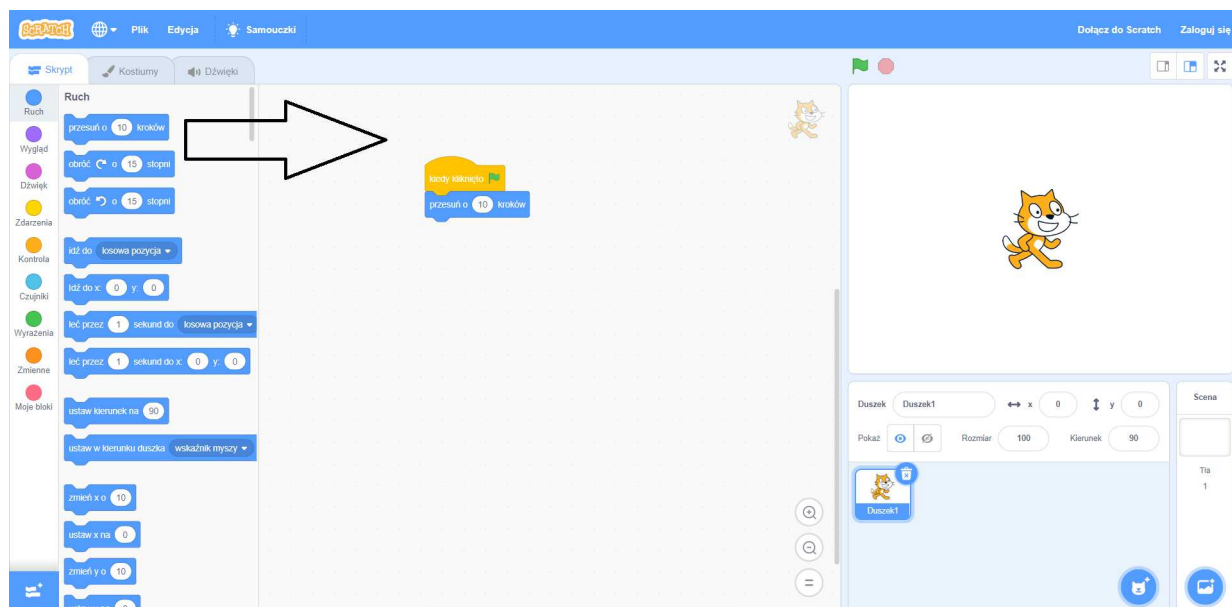 SCRATCH
Plik
Edycja
Samouczki
Dołącz do Scratch
Zaloguj się
Skrypt
Kostiumy
Dźwięki
Ruch
Wygląd
Dźwięk
Zdarzenia
Kontrola
Czujniki
Wyrażenia
Zmienne
Moje bloki
Ruch
przesuń o 10 kroków
obróć o 15 stopni
obróć o 15 stopni
idź do losowa pozycja
Idź do x: 0 y: 0
leć przez 1 sekund do losowa pozycja
leć przez 1 sekund do x: 0 y: 0
ustaw kierunek na 90
ustaw w kierunku duszka wskaźnik myszy
zmień x o 10
ustaw x na 0
zmień y o 10
kiedy kliknięto
przesuń o 10 kroków
Duszek Duszek1 x 0 y 0
Pokaż Rozmiar 100 Kierunek 90
Duszek1
Scena
Tła
1